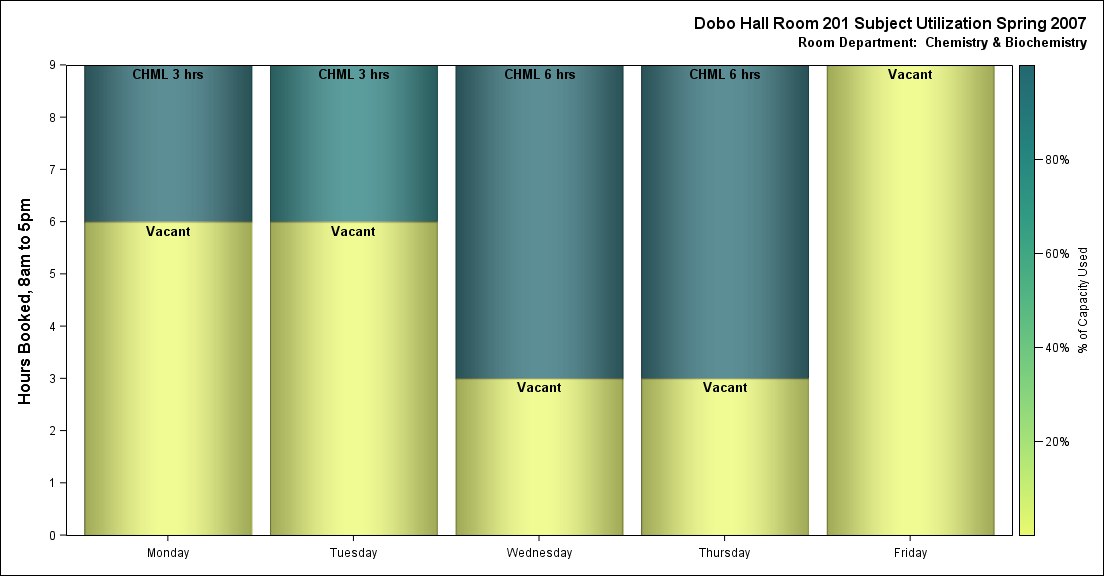 Dobo Hall Room 201 Subject Utilization Spring 2007
Room Department:  Chemistry & Biochemistry
Hours Booked, 8am to 5pm
9
8
7
6
5
4
3
2
1
0
CHML 3 hrs
Vacant
CHML 3 hrs
Vacant
CHML 6 hrs
Vacant
CHML 6 hrs
Vacant
Vacant
Monday
Tuesday
Wednesday
Thursday
Friday
80%
60%
40%
20%
% of Capacity Used